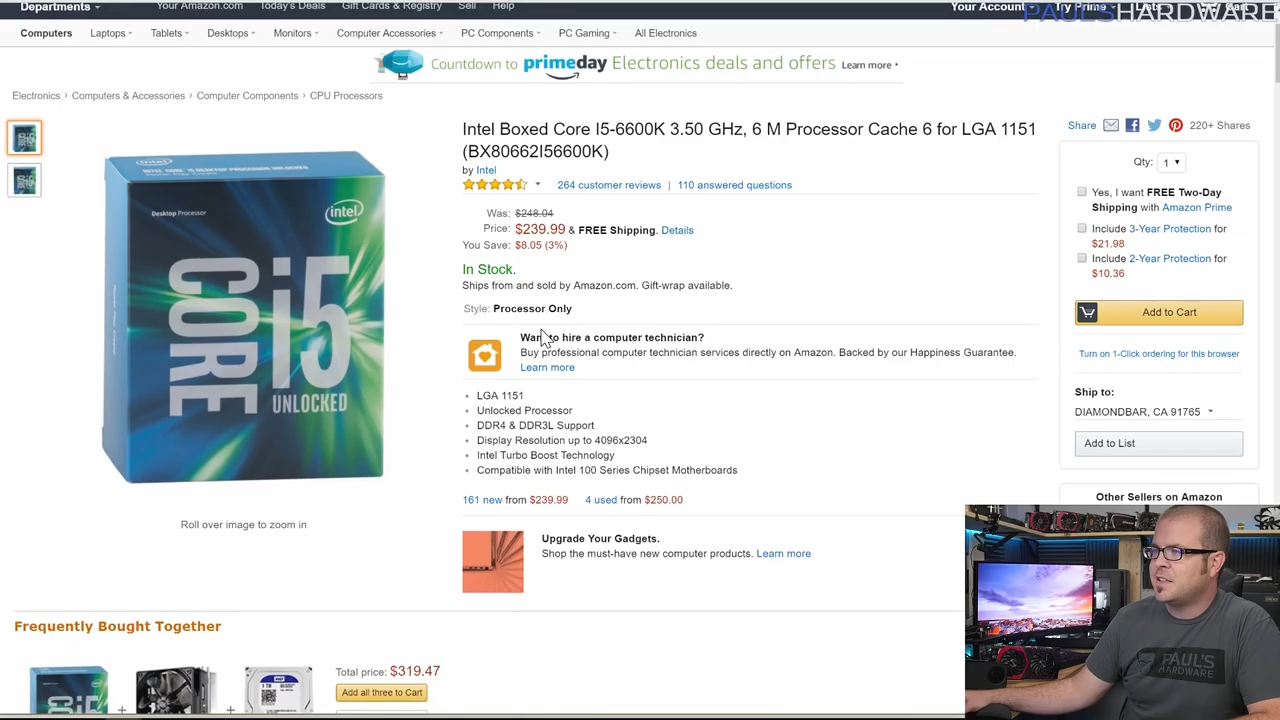 Departments
Your Amazon.com Today's Deals Gift Cards & Registry Sell Help
Your Account Try Prime Lists Cart
PAULSHARDWARE
Computers Laptops Tablets Desktops Monitors Computer Accessories PC Components PC Gaming All Electronics
Countdown to primeday Electronics deals and offers Learn more
Electronics › Computers & Accessories › Computer Components › CPU Processors
Intel Boxed Core I5-6600K 3.50 GHz, 6 M Processor Cache 6 for LGA 1151
(BX80662I56600K)
by Intel
264 customer reviews | 110 answered questions
Was: $248.04
Price: $239.99 & FREE Shipping. Details
You Save: $8.05 (3%)
In Stock.
Ships from and sold by Amazon.com. Gift-wrap available.
Style: Processor Only
Want to hire a computer technician?
Buy professional computer technician services directly on Amazon. Backed by our Happiness Guarantee.
Learn more
• LGA 1151
• Unlocked Processor
• DDR4 & DDR3L Support
• Display Resolution up to 4096x2304
• Intel Turbo Boost Technology
• Compatible with Intel 100 Series Chipset Motherboards
161 new from $239.99 4 used from $250.00
Upgrade Your Gadgets.
Shop the must-have new computer products. Learn more
intel
Desktop Processor
intel
CORE i5
UNLOCKED
Roll over image to zoom in
Share 220+ Shares
Qty: 1
Yes, I want FREE Two-Day
Shipping with Amazon Prime
Include 3-Year Protection for
$21.98
Include 2-Year Protection for
$10.36
Add to Cart
Turn on 1-Click ordering for this browser
Ship to:
DIAMONDBAR, CA 91765
Add to List
Other Sellers on Amazon
PAUL'S
HARDWARE
Frequently Bought Together
i5
+
+
Total price: $319.47
Add all three to Cart